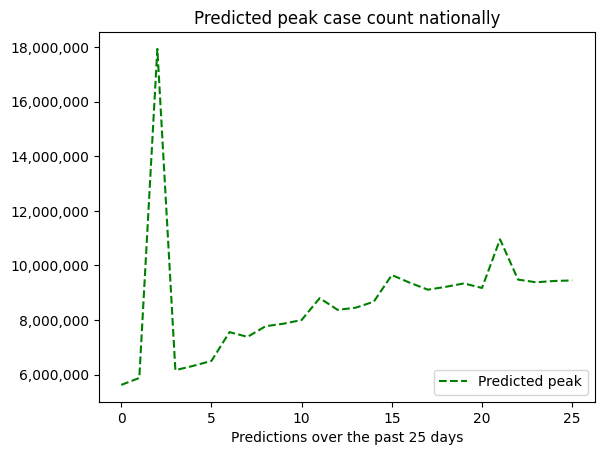 Predicted peak case count nationally
18,000,000
16,000,000
14,000,000
12,000,000
10,000,000
8,000,000
6,000,000
Predicted peak
0 5 10 15 20 25
Predictions over the past 25 days